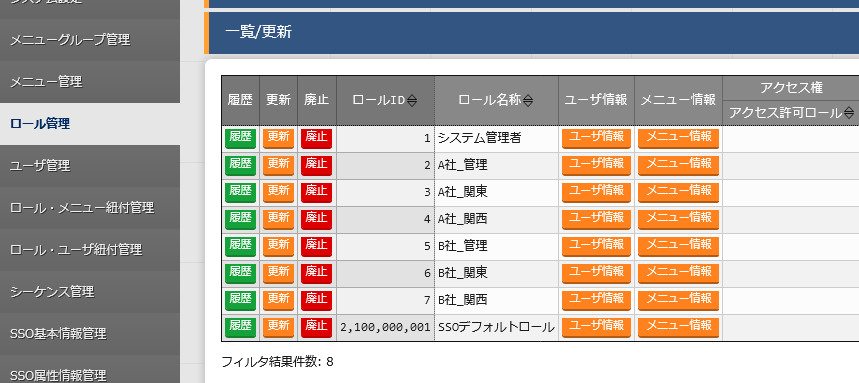 システム設定
メニューグループ管理
メニュー管理
ロール管理
ユーザ管理
ロール・メニュー紐付管理
ロール・ユーザ紐付管理
シーケンス管理
SSO基本情報管理
SSO属性情報管理
一覧/更新
履歴 更新 廃止 ロールID ロール名称 ユーザ情報 メニュー情報 アクセス権
アクセス許可ロール
履歴 更新 廃止 1 システム管理者 ユーザ情報 メニュー情報
履歴 更新 廃止 2 A社_管理 ユーザ情報 メニュー情報
履歴 更新 廃止 3 A社_関東 ユーザ情報 メニュー情報
履歴 更新 廃止 4 A社_関西 ユーザ情報 メニュー情報
履歴 更新 廃止 5 B社_管理 ユーザ情報 メニュー情報
履歴 更新 廃止 6 B社_関東 ユーザ情報 メニュー情報
履歴 更新 廃止 7 B社_関西 ユーザ情報 メニュー情報
履歴 更新 廃止 2,100,000,001 SSOデフォルトロール ユーザ情報 メニュー情報
フィルタ結果件数: 8